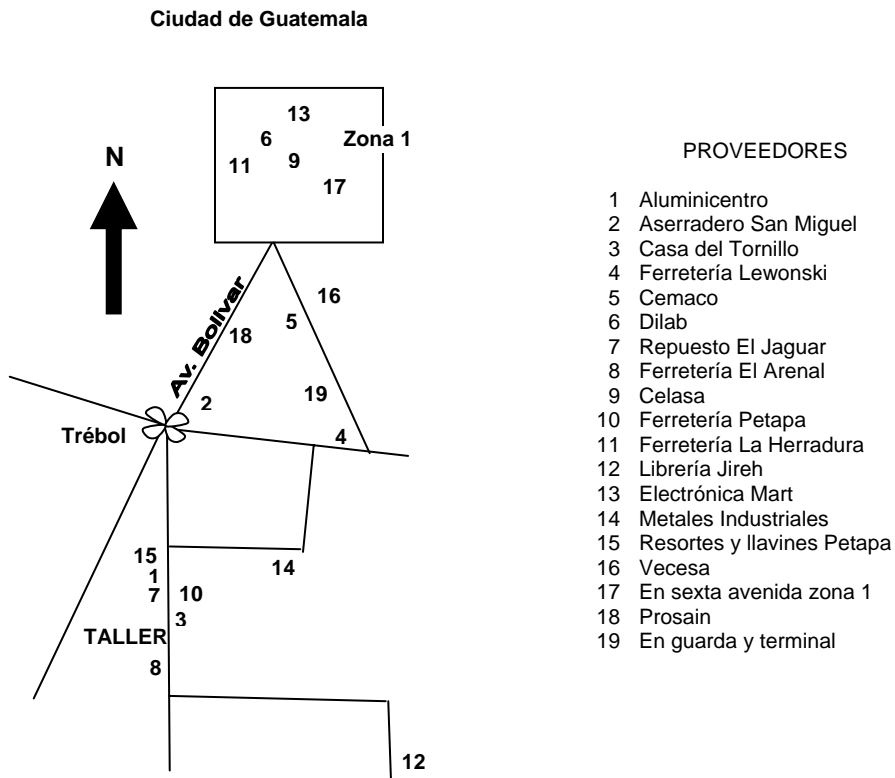 Ciudad de Guatemala
13
6
Zona 1
11
9
17
N
16
5
18
Av. Bolivar
19
2
Trébol
4
15
14
1
7
10
3
TALLER
8
12
PROVEEDORES
1 Aluminicentro
2 Aserradero San Miguel
3 Casa del Tornillo
4 Ferretería Lewonski
5 Cemaco
6 Dilab
7 Repuesto El Jaguar
8 Ferretería El Arenal
9 Celasa
10 Ferretería Petapa
11 Ferretería La Herradura
12 Librería Jireh
13 Electrónica Mart
14 Metales Industriales
15 Resortes y llavines Petapa
16 Vecesa
17 En sexta avenida zona 1
18 Prosain
19 En guarda y terminal